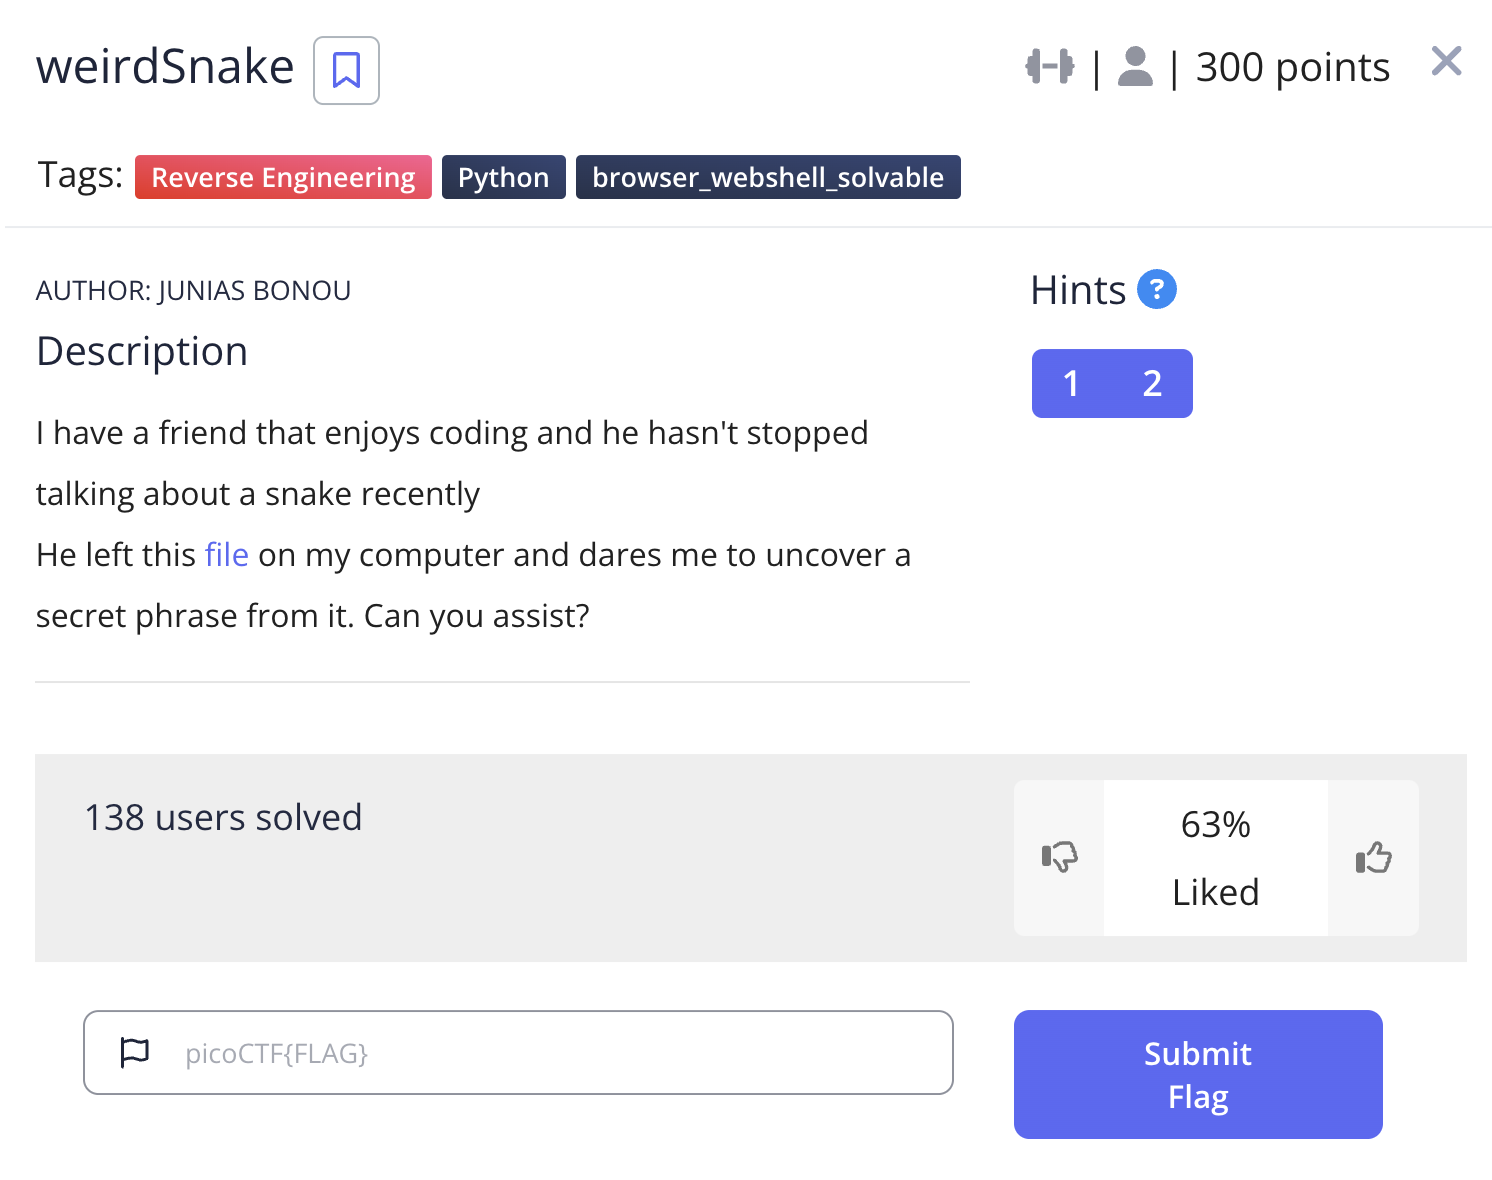 weirdSnake
| | 300 points
Tags: Reverse Engineering Python browser_webshell_solvable
AUTHOR: JUNIAS BONOU
Description
I have a friend that enjoys coding and he hasn't stopped
talking about a snake recently
He left this file on my computer and dares me to uncover a
secret phrase from it. Can you assist?
Hints ?
1 2
138 users solved
63%
Liked
picoCTF{FLAG}
Submit
Flag